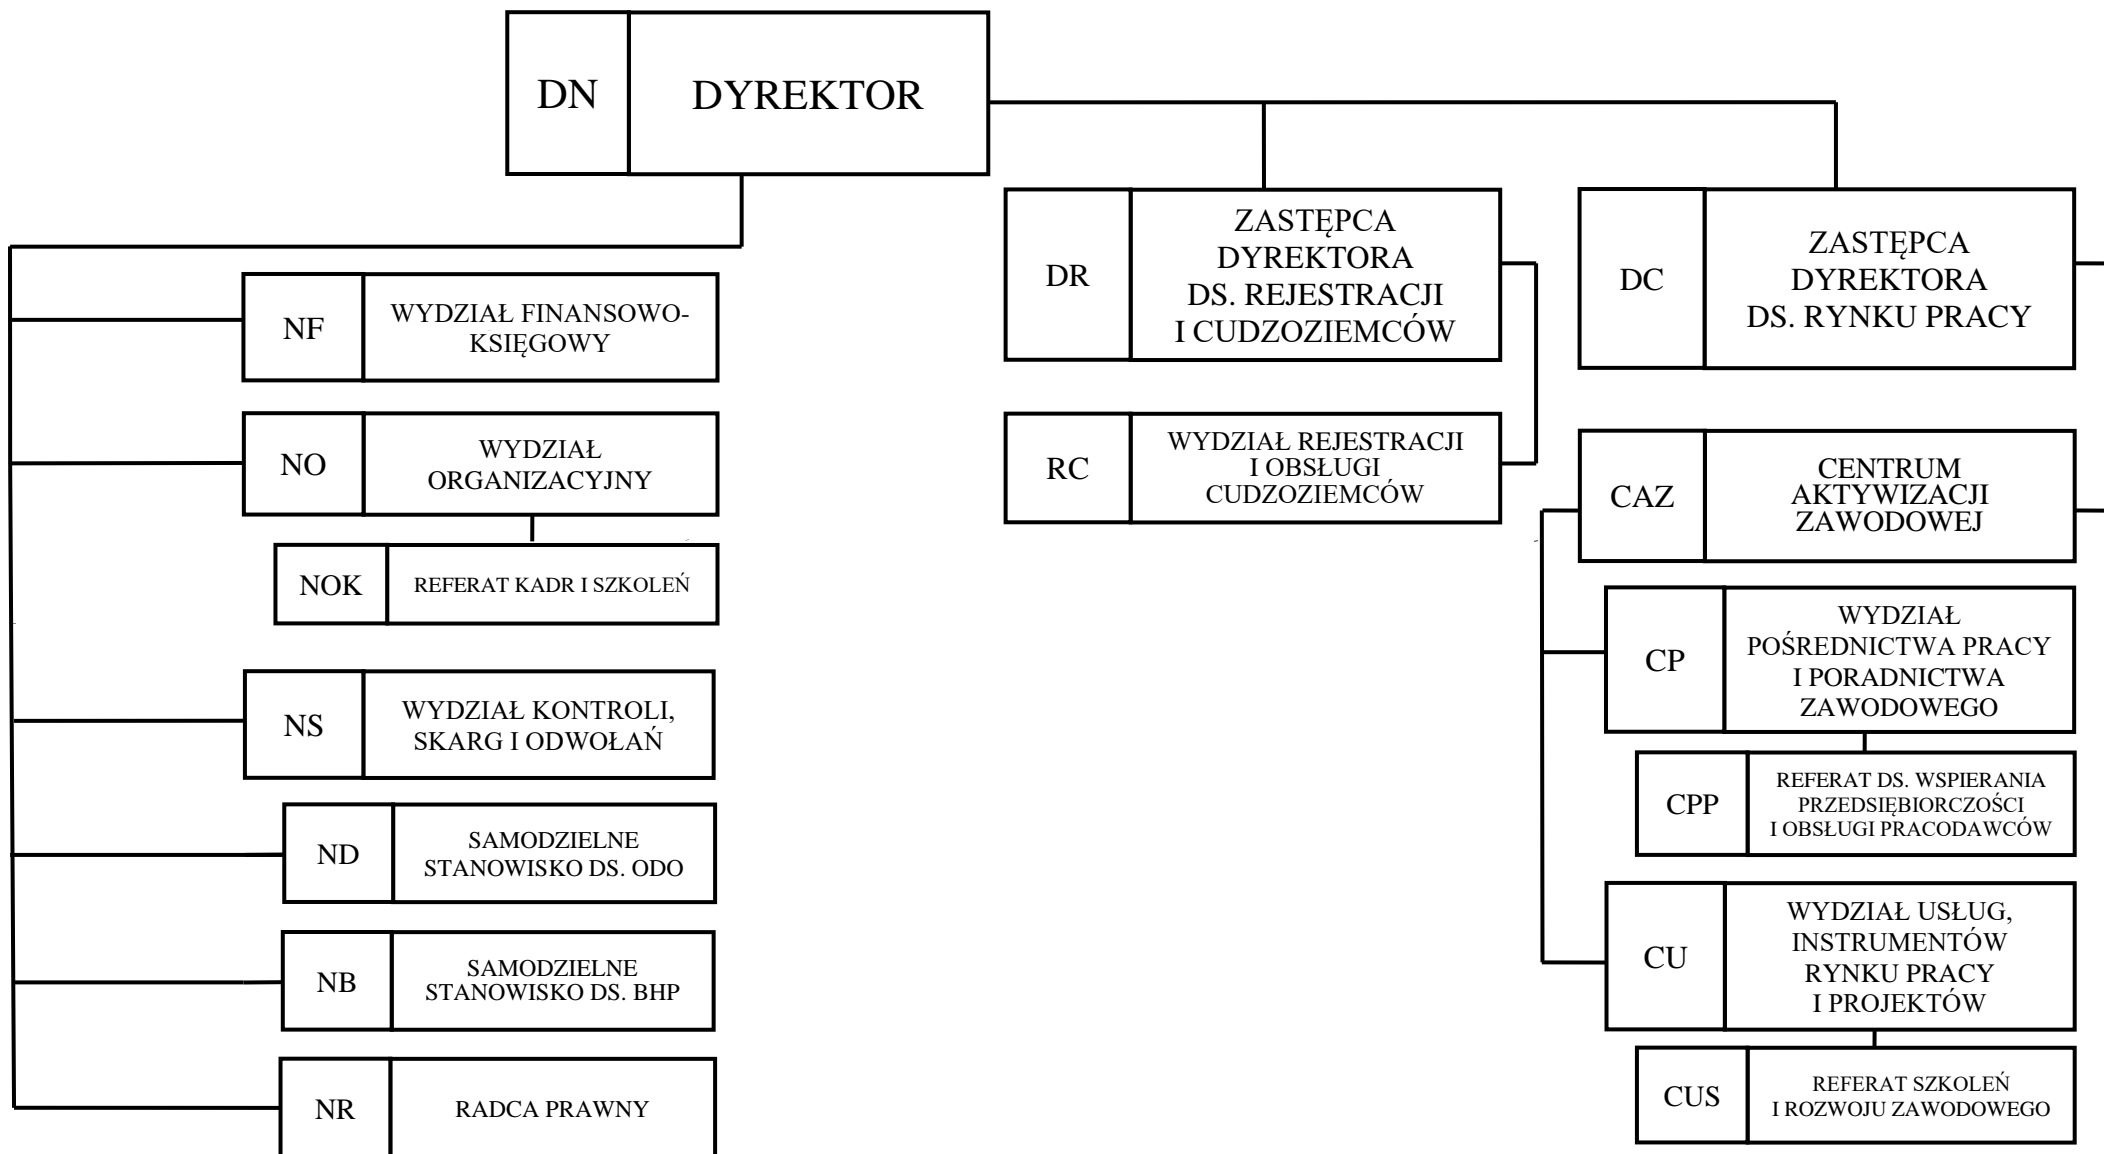 DN
DYREKTOR
NF
WYDZIAŁ FINANSOWO-
KSIĘGOWY
NO
WYDZIAŁ
ORGANIZACYJNY
NOK
REFERAT KADR I SZKOLEŃ
NS
WYDZIAŁ KONTROLI,
SKARG I ODWOŁAŃ
ND
SAMODZIELNE
STANOWISKO DS. ODO
NB
SAMODZIELNE
STANOWISKO DS. BHP
NR
RADCA PRAWNY
DR
ZASTĘPCA
DYREKTORA
DS. REJESTRACJI
I CUDZOZIEMCÓW
RC
WYDZIAŁ REJESTRACJI
I OBSŁUGI
CUDZOZIEMCÓW
DC
ZASTĘPCA
DYREKTORA
DS. RYNKU PRACY
CAZ
CENTRUM
AKTYWIZACJI
ZAWODOWEJ
CP
WYDZIAŁ
POŚREDNICTWA PRACY
I PORADNICTWA
ZAWODOWEGO
CPP
REFERAT DS. WSPIERANIA
PRZEDSIĘBIORCZOŚCI
I OBSŁUGI PRACODAWCÓW
CU
WYDZIAŁ USŁUG,
INSTRUMENTÓW
RYNKU PRACY
I PROJEKTÓW
CUS
REFERAT SZKOLEŃ
I ROZWOJU ZAWODOWEGO